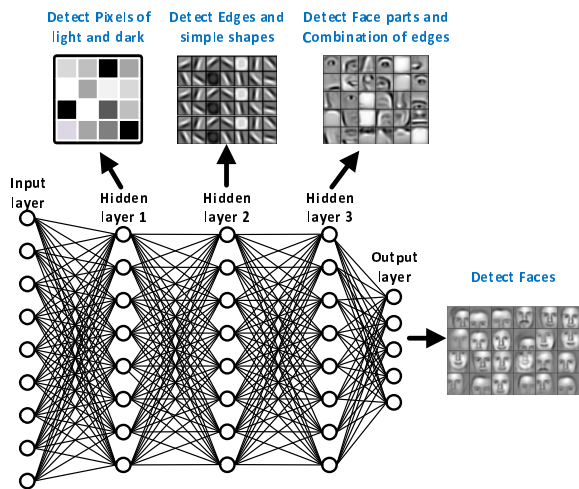 Detect Pixels of
light and dark
Detect Edges and
simple shapes
Detect Face parts and
Combination of edges
Input
layer
Hidden
layer 1
Hidden
layer 2
Hidden
layer 3
Output
layer
Detect Faces